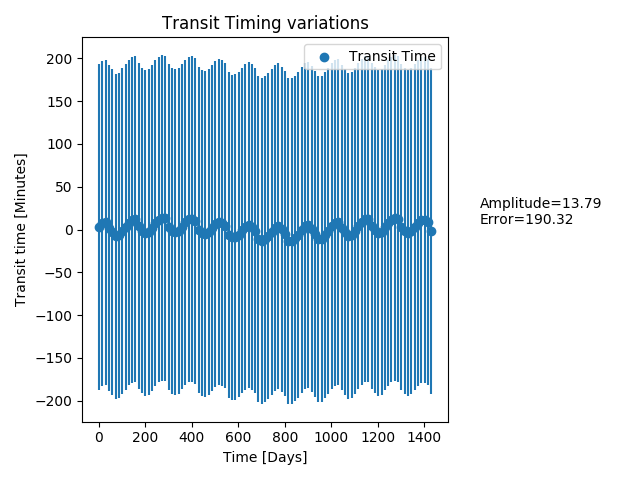 Transit Timing variations
Transit Time
200
150
100
50
0
−50
−100
−150
−200
Transit time [Minutes]
0 200 400 600 800 1000 1200 1400
Time [Days]
Amplitude=13.79
Error=190.32